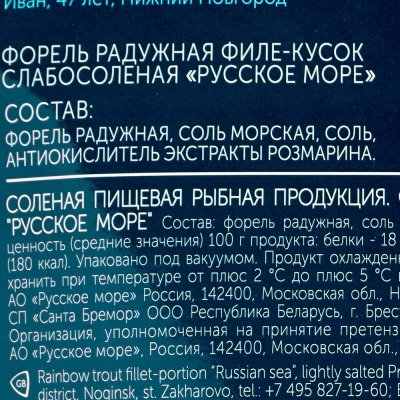 Иван, 47 лет, Нижний Новгород
ФОРЕЛЬ РАДУЖНАЯ ФИЛЕ-КУСОК
СЛАБОСОЛЕНАЯ «РУССКОЕ МОРЕ»
СОСТАВ:
ФОРЕЛЬ РАДУЖНАЯ, СОЛЬ МОРСКАЯ, СОЛЬ,
АНТИОКИСЛИТЕЛЬ ЭКСТРАКТЫ РОЗМАРИНА.
СОЛЕНАЯ ПИЩЕВАЯ РЫБНАЯ ПРОДУКЦИЯ.
"РУССКОЕ МОРЕ" Состав: форель радужная, соль
ценность (средние значения) 100 г продукта: белки - 18
(180 ккал). Упаковано под вакуумом. Продукт охлажден
хранить при температуре от плюс 2 °С до плюс 5 °С
АО «Русское море» Россия, 142400, Московская обл., Н
СП «Санта Бремор» ООО Республика Беларусь, г. Брест
Организация, уполномоченная на принятие претенз
АО «Русское море», Россия, 142400, Московская обл.,
GB Rainbow trout fillet-portion "Russian sea", lightly salted Pr
district, Noginsk, st. Zakharovo, tel.: +7 495 827-19-60;